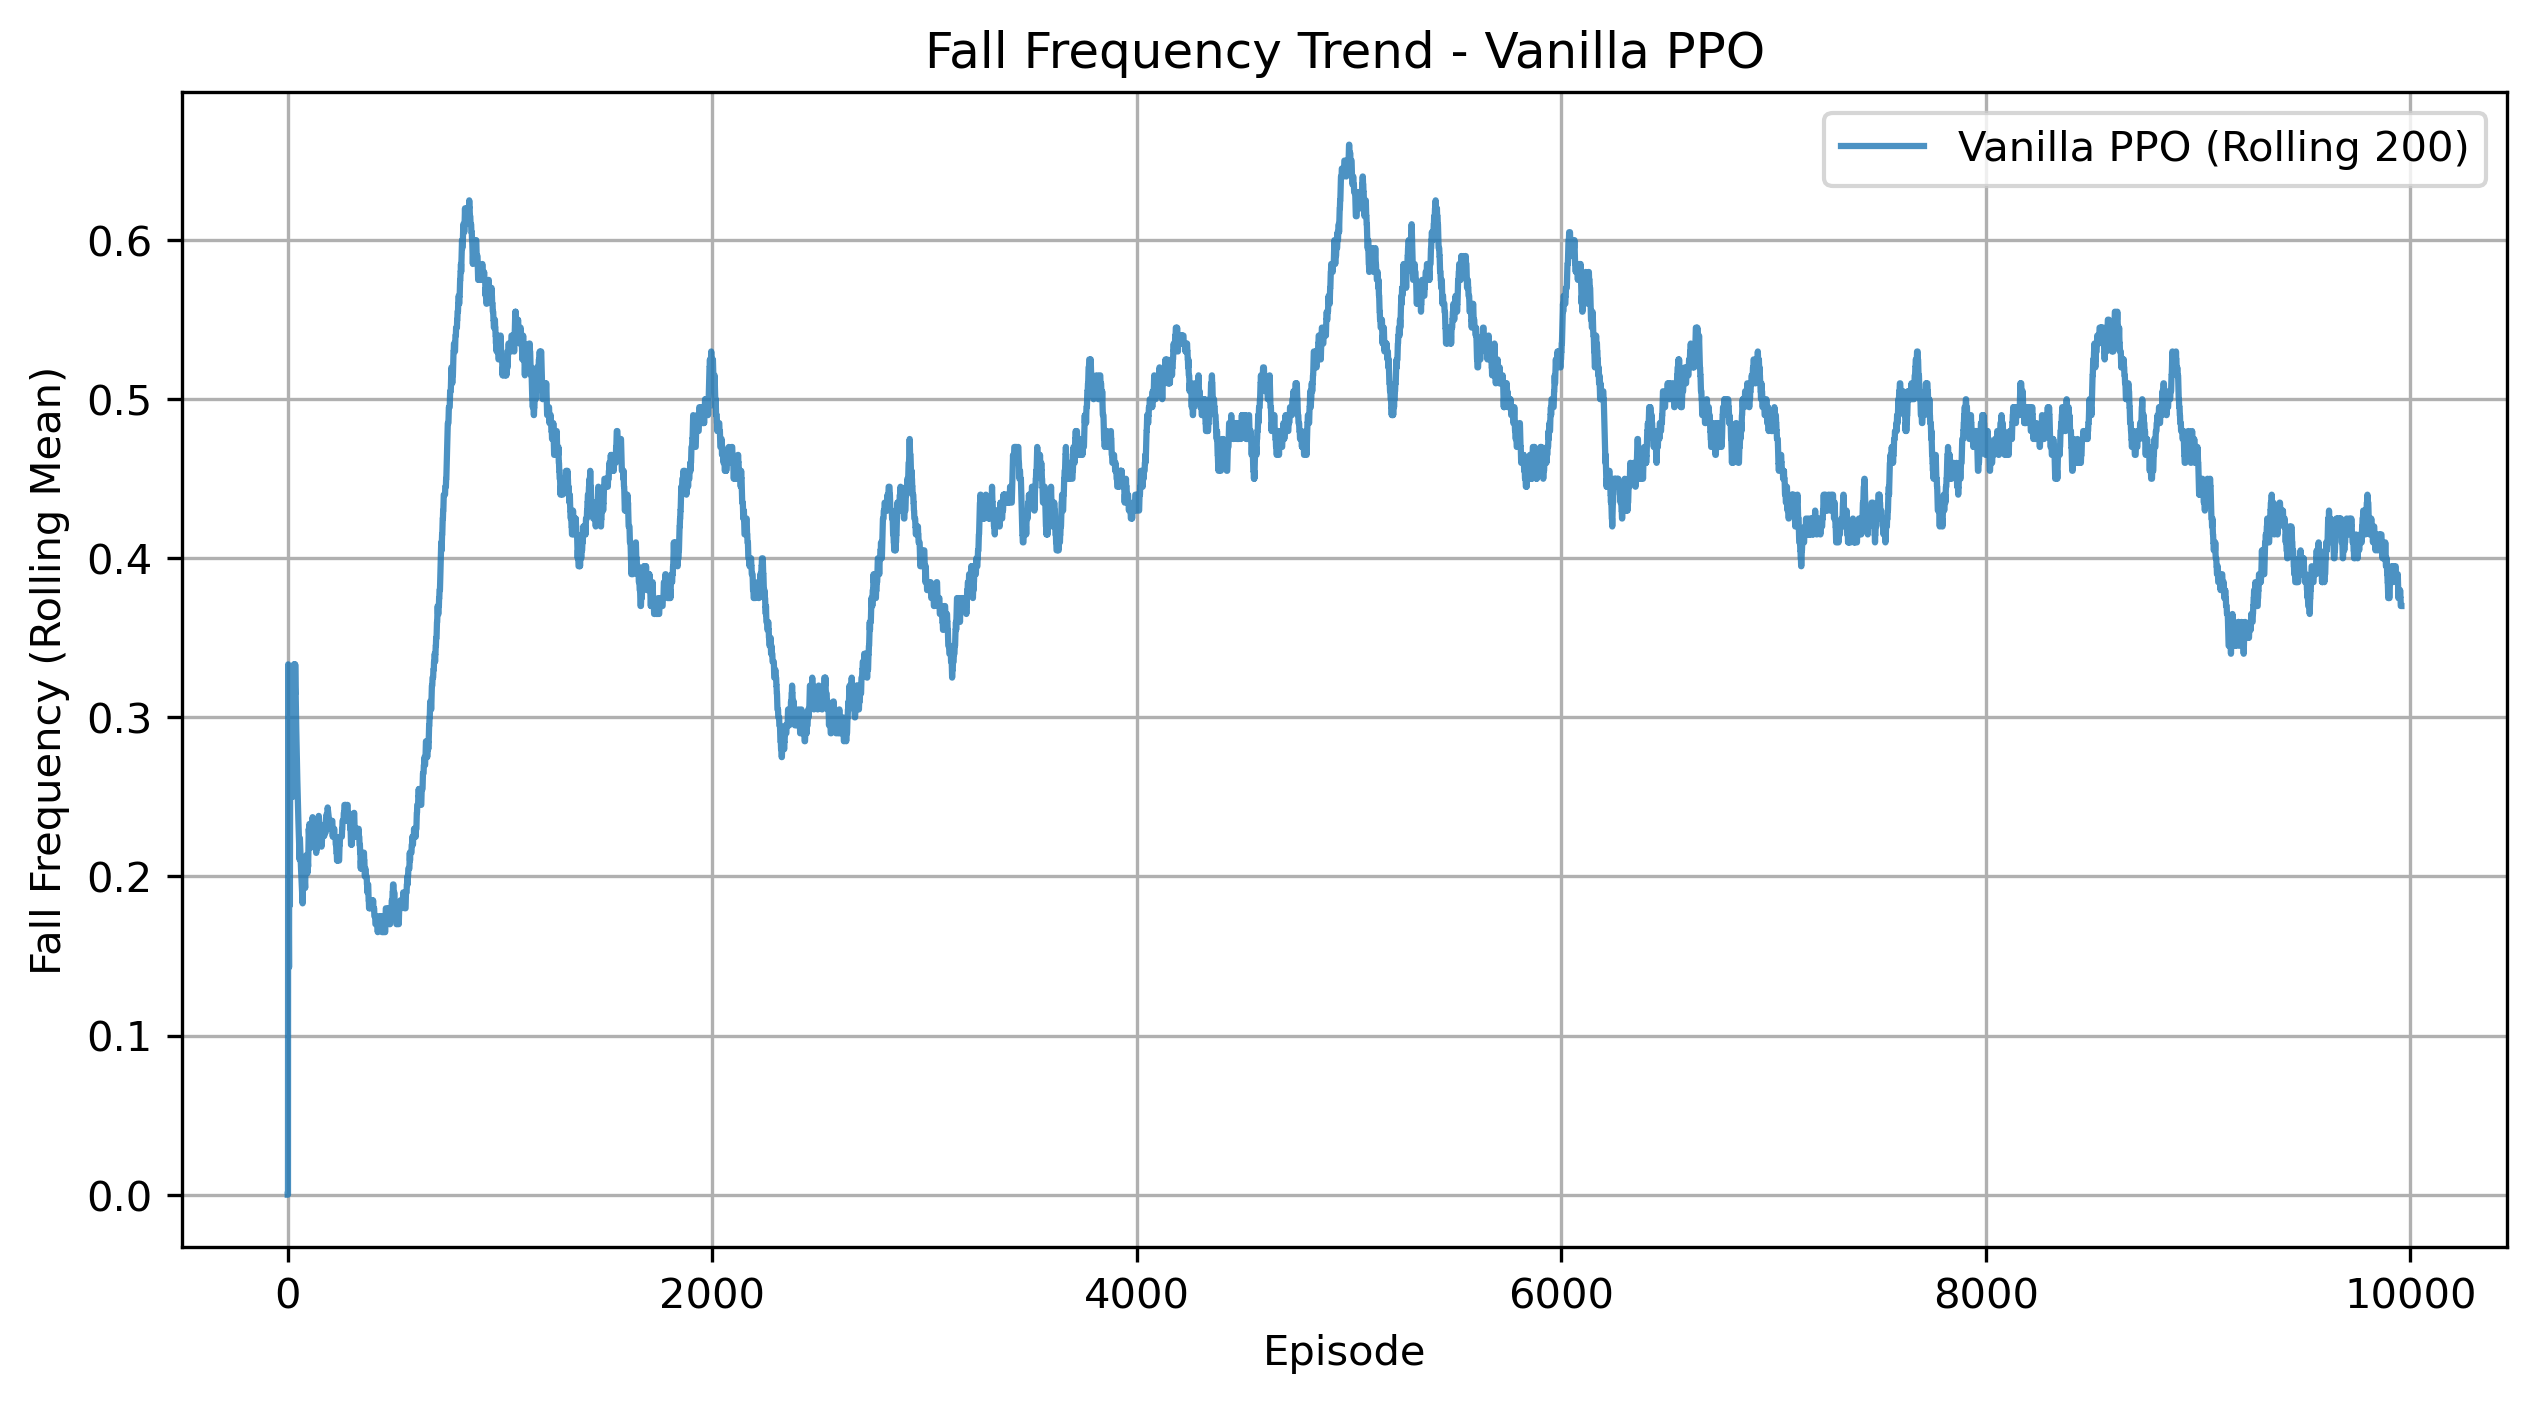 Fall Frequency Trend - Vanilla PPO
Vanilla PPO (Rolling 200)
Fall Frequency (Rolling Mean)
0.6
0.5
0.4
0.3
0.2
0.1
0.0
0 2000 4000 6000 8000 10000
Episode